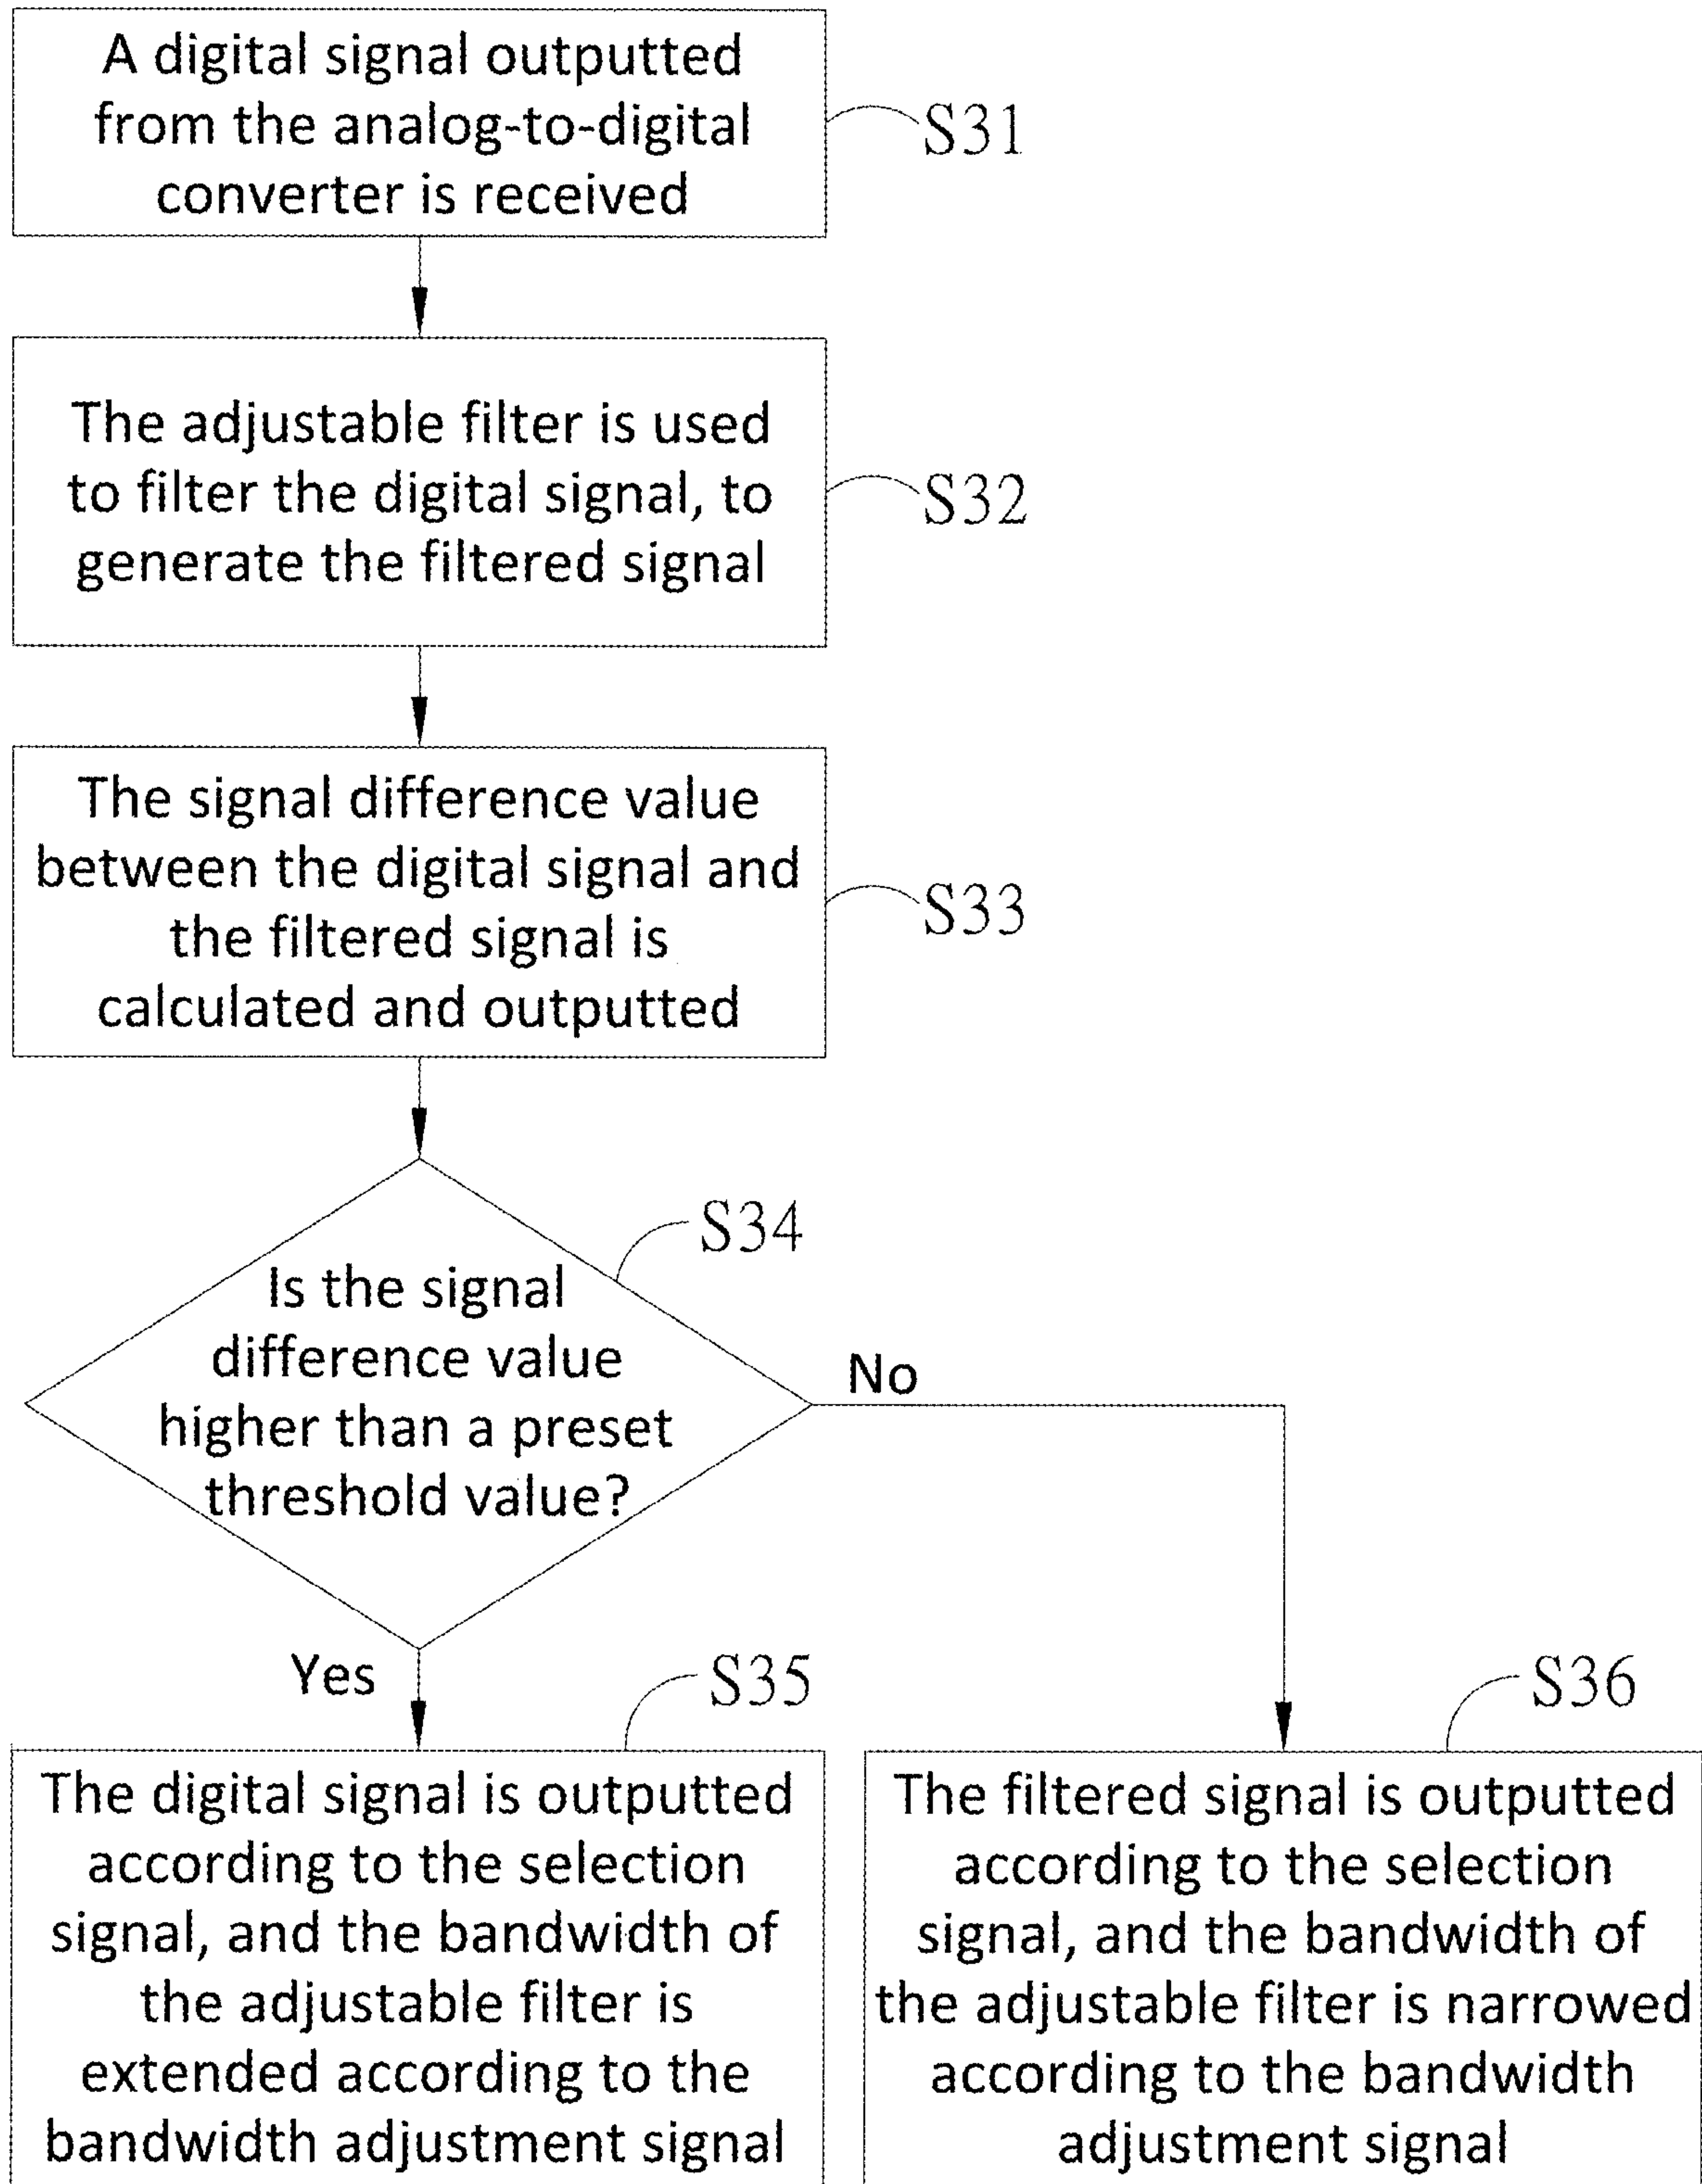 A digital signal outputted
from the analog-to-digital
converter is received
S31
The adjustable filter is used
to filter the digital signal, to
generate the filtered signal
S32
The signal difference value
between the digital signal and
the filtered signal is
calculated and outputted
S33
S34
Is the signal
difference value
higher than a preset
threshold value?
No
Yes
S35
The digital signal is outputted
according to the selection
signal, and the bandwidth of
the adjustable filter is
extended according to the
bandwidth adjustment signal
S36
The filtered signal is outputted
according to the selection
signal, and the bandwidth of
the adjustable filter is narrowed
according to the bandwidth
adjustment signal